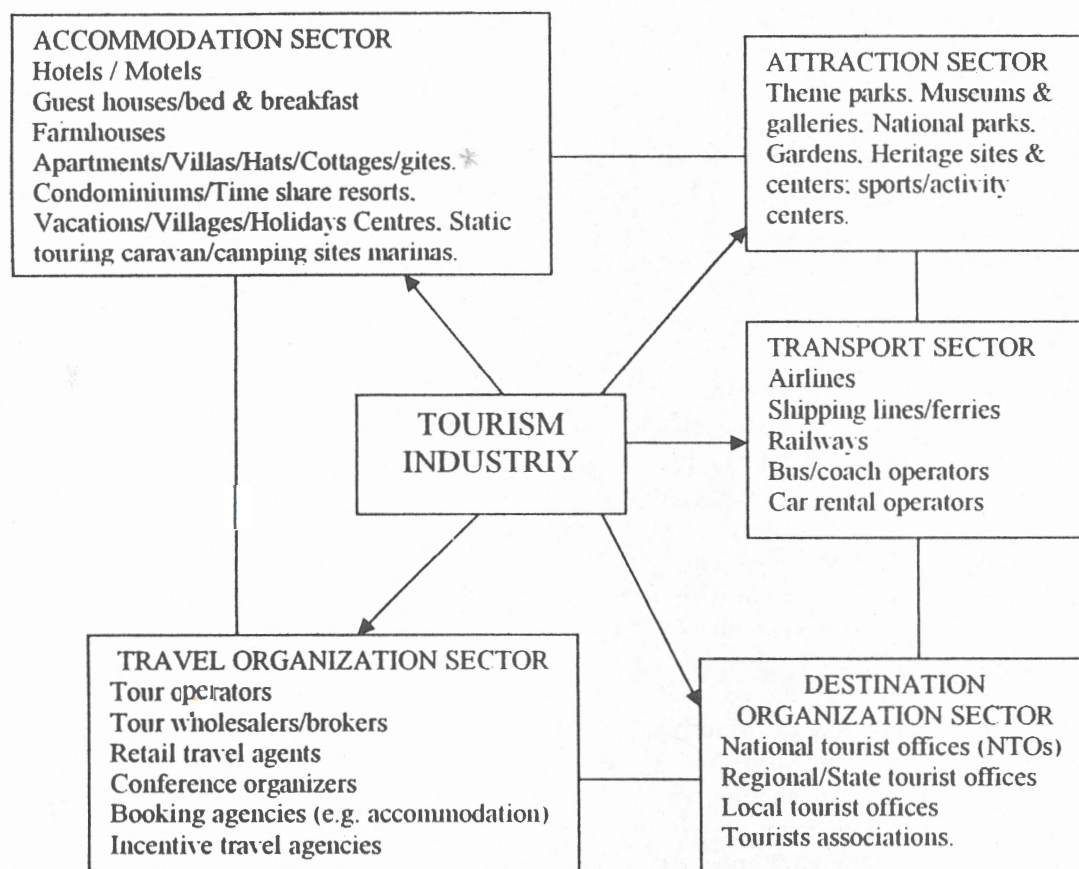 ACCOMMODATION SECTOR
Hotels / Motels
Guest houses/bed & breakfast
Farmhouses
Apartments/Villas/Hats/Cottages/gites.
Condominiums/Time share resorts.
Vacations/Villages/Holidays Centres. Static
touring caravan/camping sites marinas.
ATTRACTION SECTOR
Theme parks. Museums &
galleries. National parks.
Gardens. Heritage sites &
centers: sports/activity
centers.
TOURISM
INDUSTRIY
TRANSPORT SECTOR
Airlines
Shipping lines/ferries
Railways
Bus/coach operators
Car rental operators
TRAVEL ORGANIZATION SECTOR
Tour operators
Tour wholesalers/brokers
Retail travel agents
Conference organizers
Booking agencies (e.g. accommodation)
Incentive travel agencies
DESTINATION
ORGANIZATION SECTOR
National tourist offices (NTOs)
Regional/State tourist offices
Local tourist offices
Tourists associations.